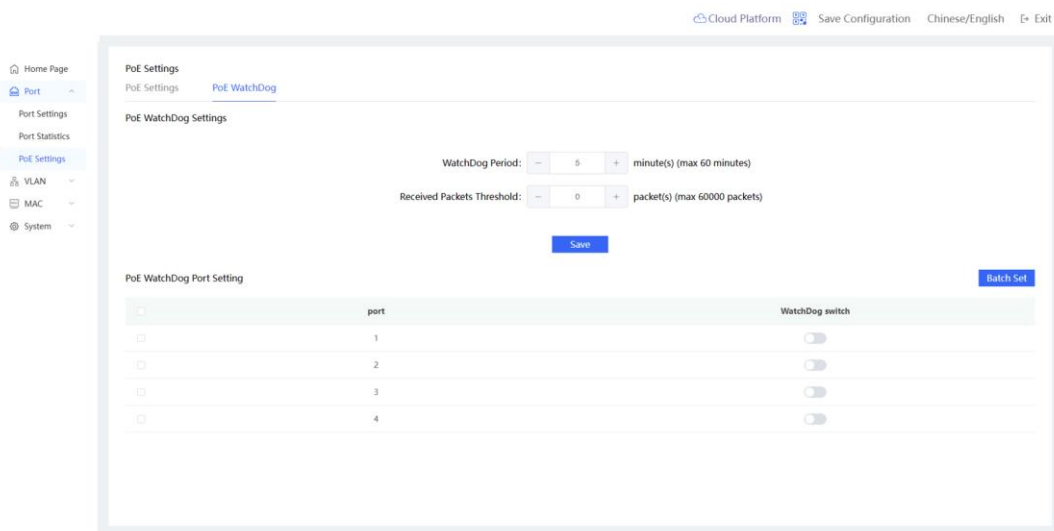 Cloud Platform Save Configuration Chinese/English Exit
Home Page
Port
Port Settings
Port Statistics
PoE Settings
VLAN
MAC
System
PoE Settings
PoE Settings PoE WatchDog
PoE WatchDog Settings
WatchDog Period: − 5 + minute(s) (max 60 minutes)
Received Packets Threshold: − 0 + packet(s) (max 60000 packets)
Save
PoE WatchDog Port Setting Batch Set
port WatchDog switch
1
2
3
4